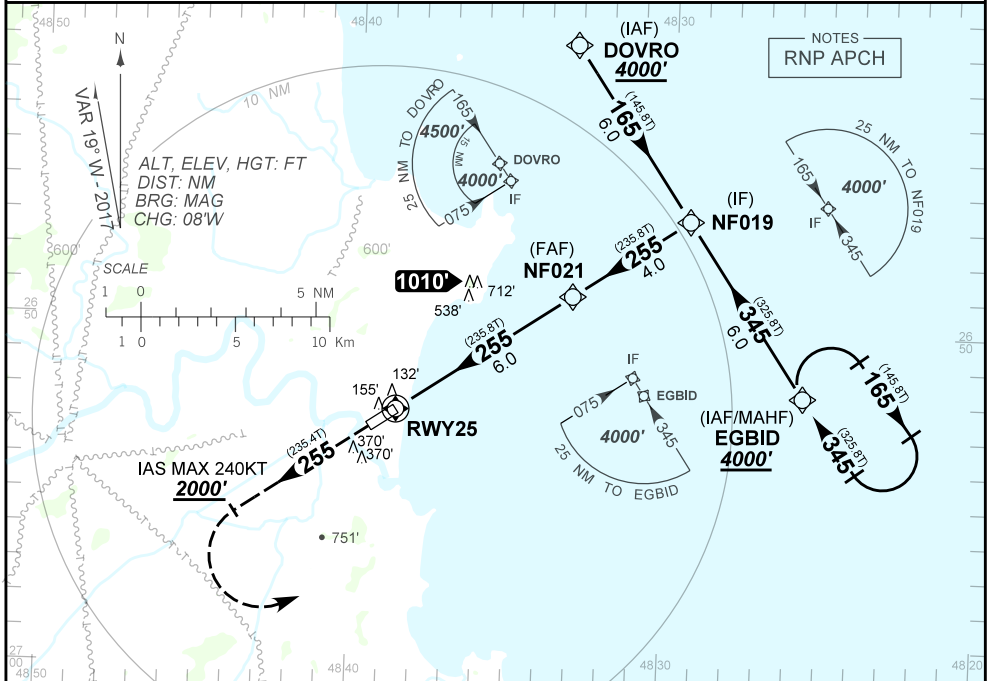 48 50
48 40
48 30
(IAF)
DOVRO
4000'
NOTES
RNP APCH
N
VAR 19° W - 2017
10 NM
ALT, ELEV, HGT: FT
DIST: NM
BRG: MAG
CHG: 08'W
25 NM TO DOVRO
165
4500'
15 NM
4000'
DOVRO
IF
075
(145.8T)
165
6.0
25 NM TO NF019
165
4000'
IF
345
(IF)
NF019
600'
600'
(FAF)
NF021
(235.8T)
255
4.0
SCALE
1 0 5 NM
1 0 5 10 Km
1010'
712'
538'
26
50
26
50
(235.8T)
255
6.0
(325.8T)
345
6.0
IF
EGBID
075
345
4000'
25 NM TO EGBID
(145.8T)
165
(325.8T)
345
(IAF/MAHF)
EGBID
4000'
155'
132'
RWY25
370'
370'
(235.4T)
255
IAS MAX 240KT
2000'
751'
27
00
48 50
48 40
48 30
48 20